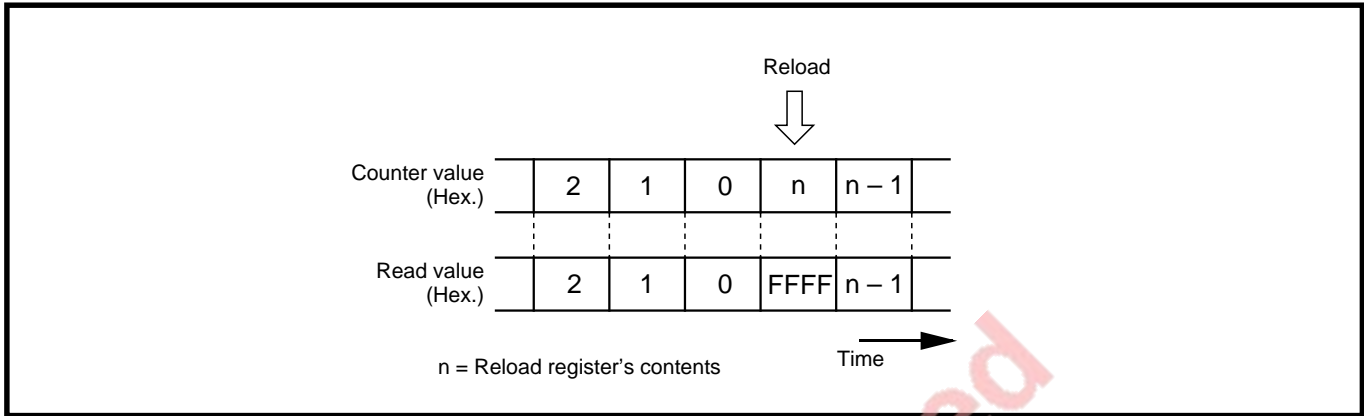 Reload
Counter value
(Hex.)
2 1 0 n n – 1
Read value
(Hex.)
2 1 0 FFFF n – 1
Time
n = Reload register’s contents